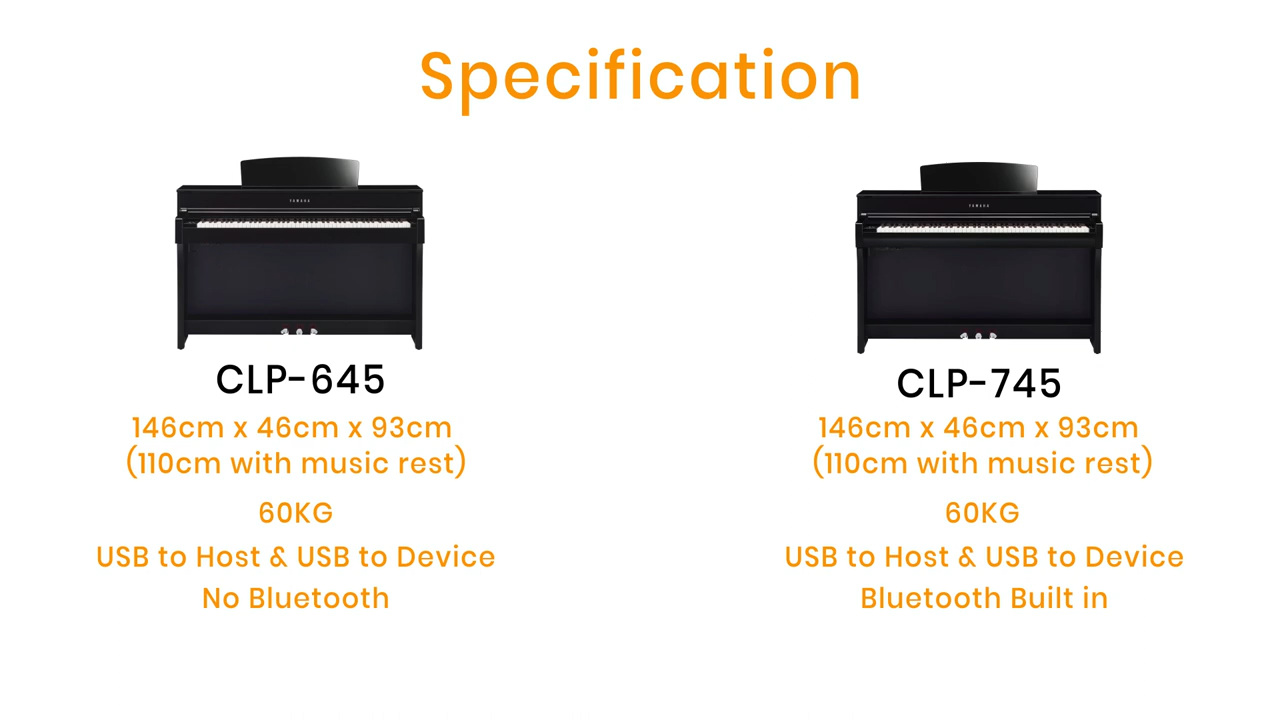 Specification
YAMAHA
CLP-645
146cm x 46cm x 93cm
(110cm with music rest)
60KG
USB to Host & USB to Device
No Bluetooth
YAMAHA
CLP-745
146cm x 46cm x 93cm
(110cm with music rest)
60KG
USB to Host & USB to Device
Bluetooth Built in